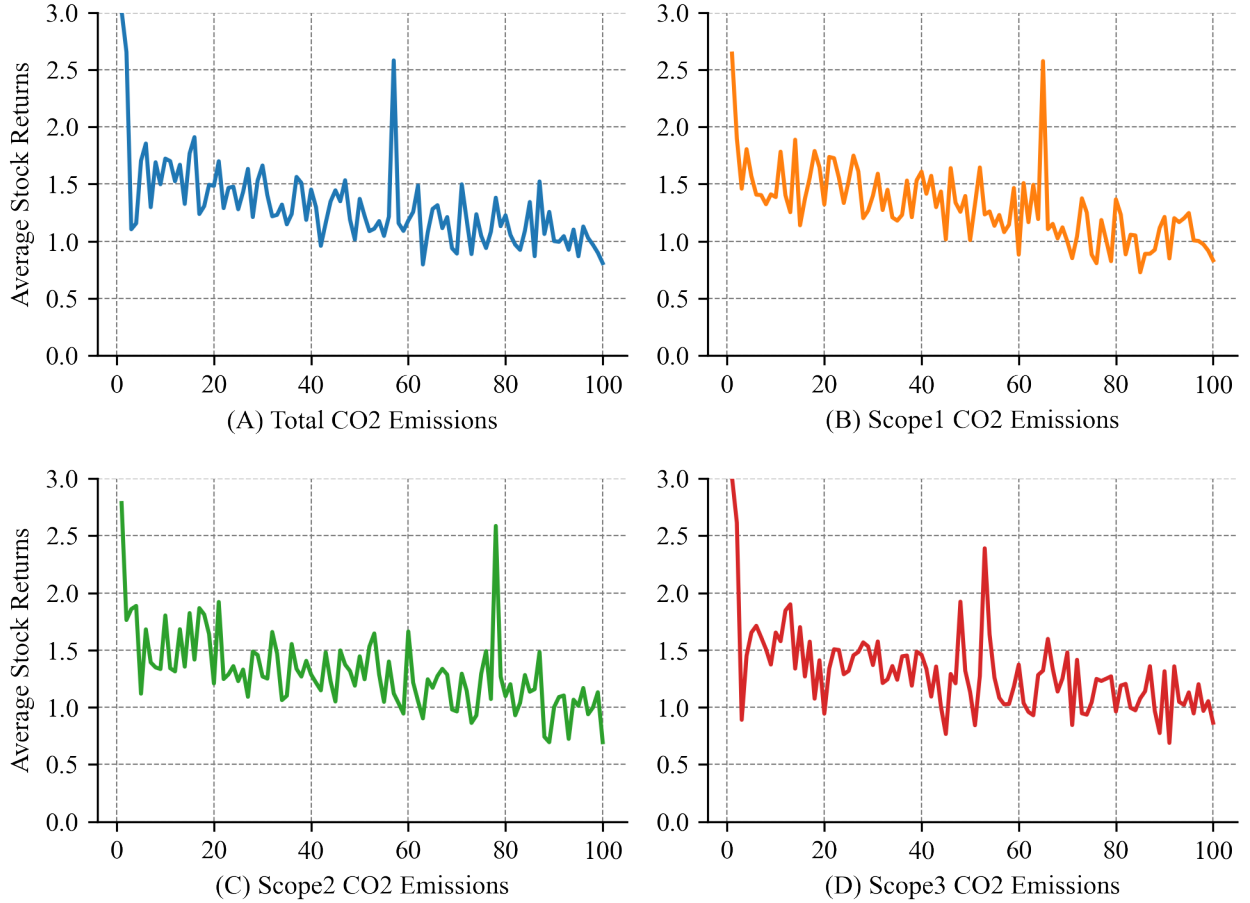 3.0
2.5
2.0
1.5
1.0
0.5
0.0
Average Stock Returns
0 20 40 60 80 100
(A) Total CO2 Emissions
3.0
2.5
2.0
1.5
1.0
0.5
0.0
0 20 40 60 80 100
(B) Scope1 CO2 Emissions
3.0
2.5
2.0
1.5
1.0
0.5
0.0
Average Stock Returns
0 20 40 60 80 100
(C) Scope2 CO2 Emissions
3.0
2.5
2.0
1.5
1.0
0.5
0.0
0 20 40 60 80 100
(D) Scope3 CO2 Emissions